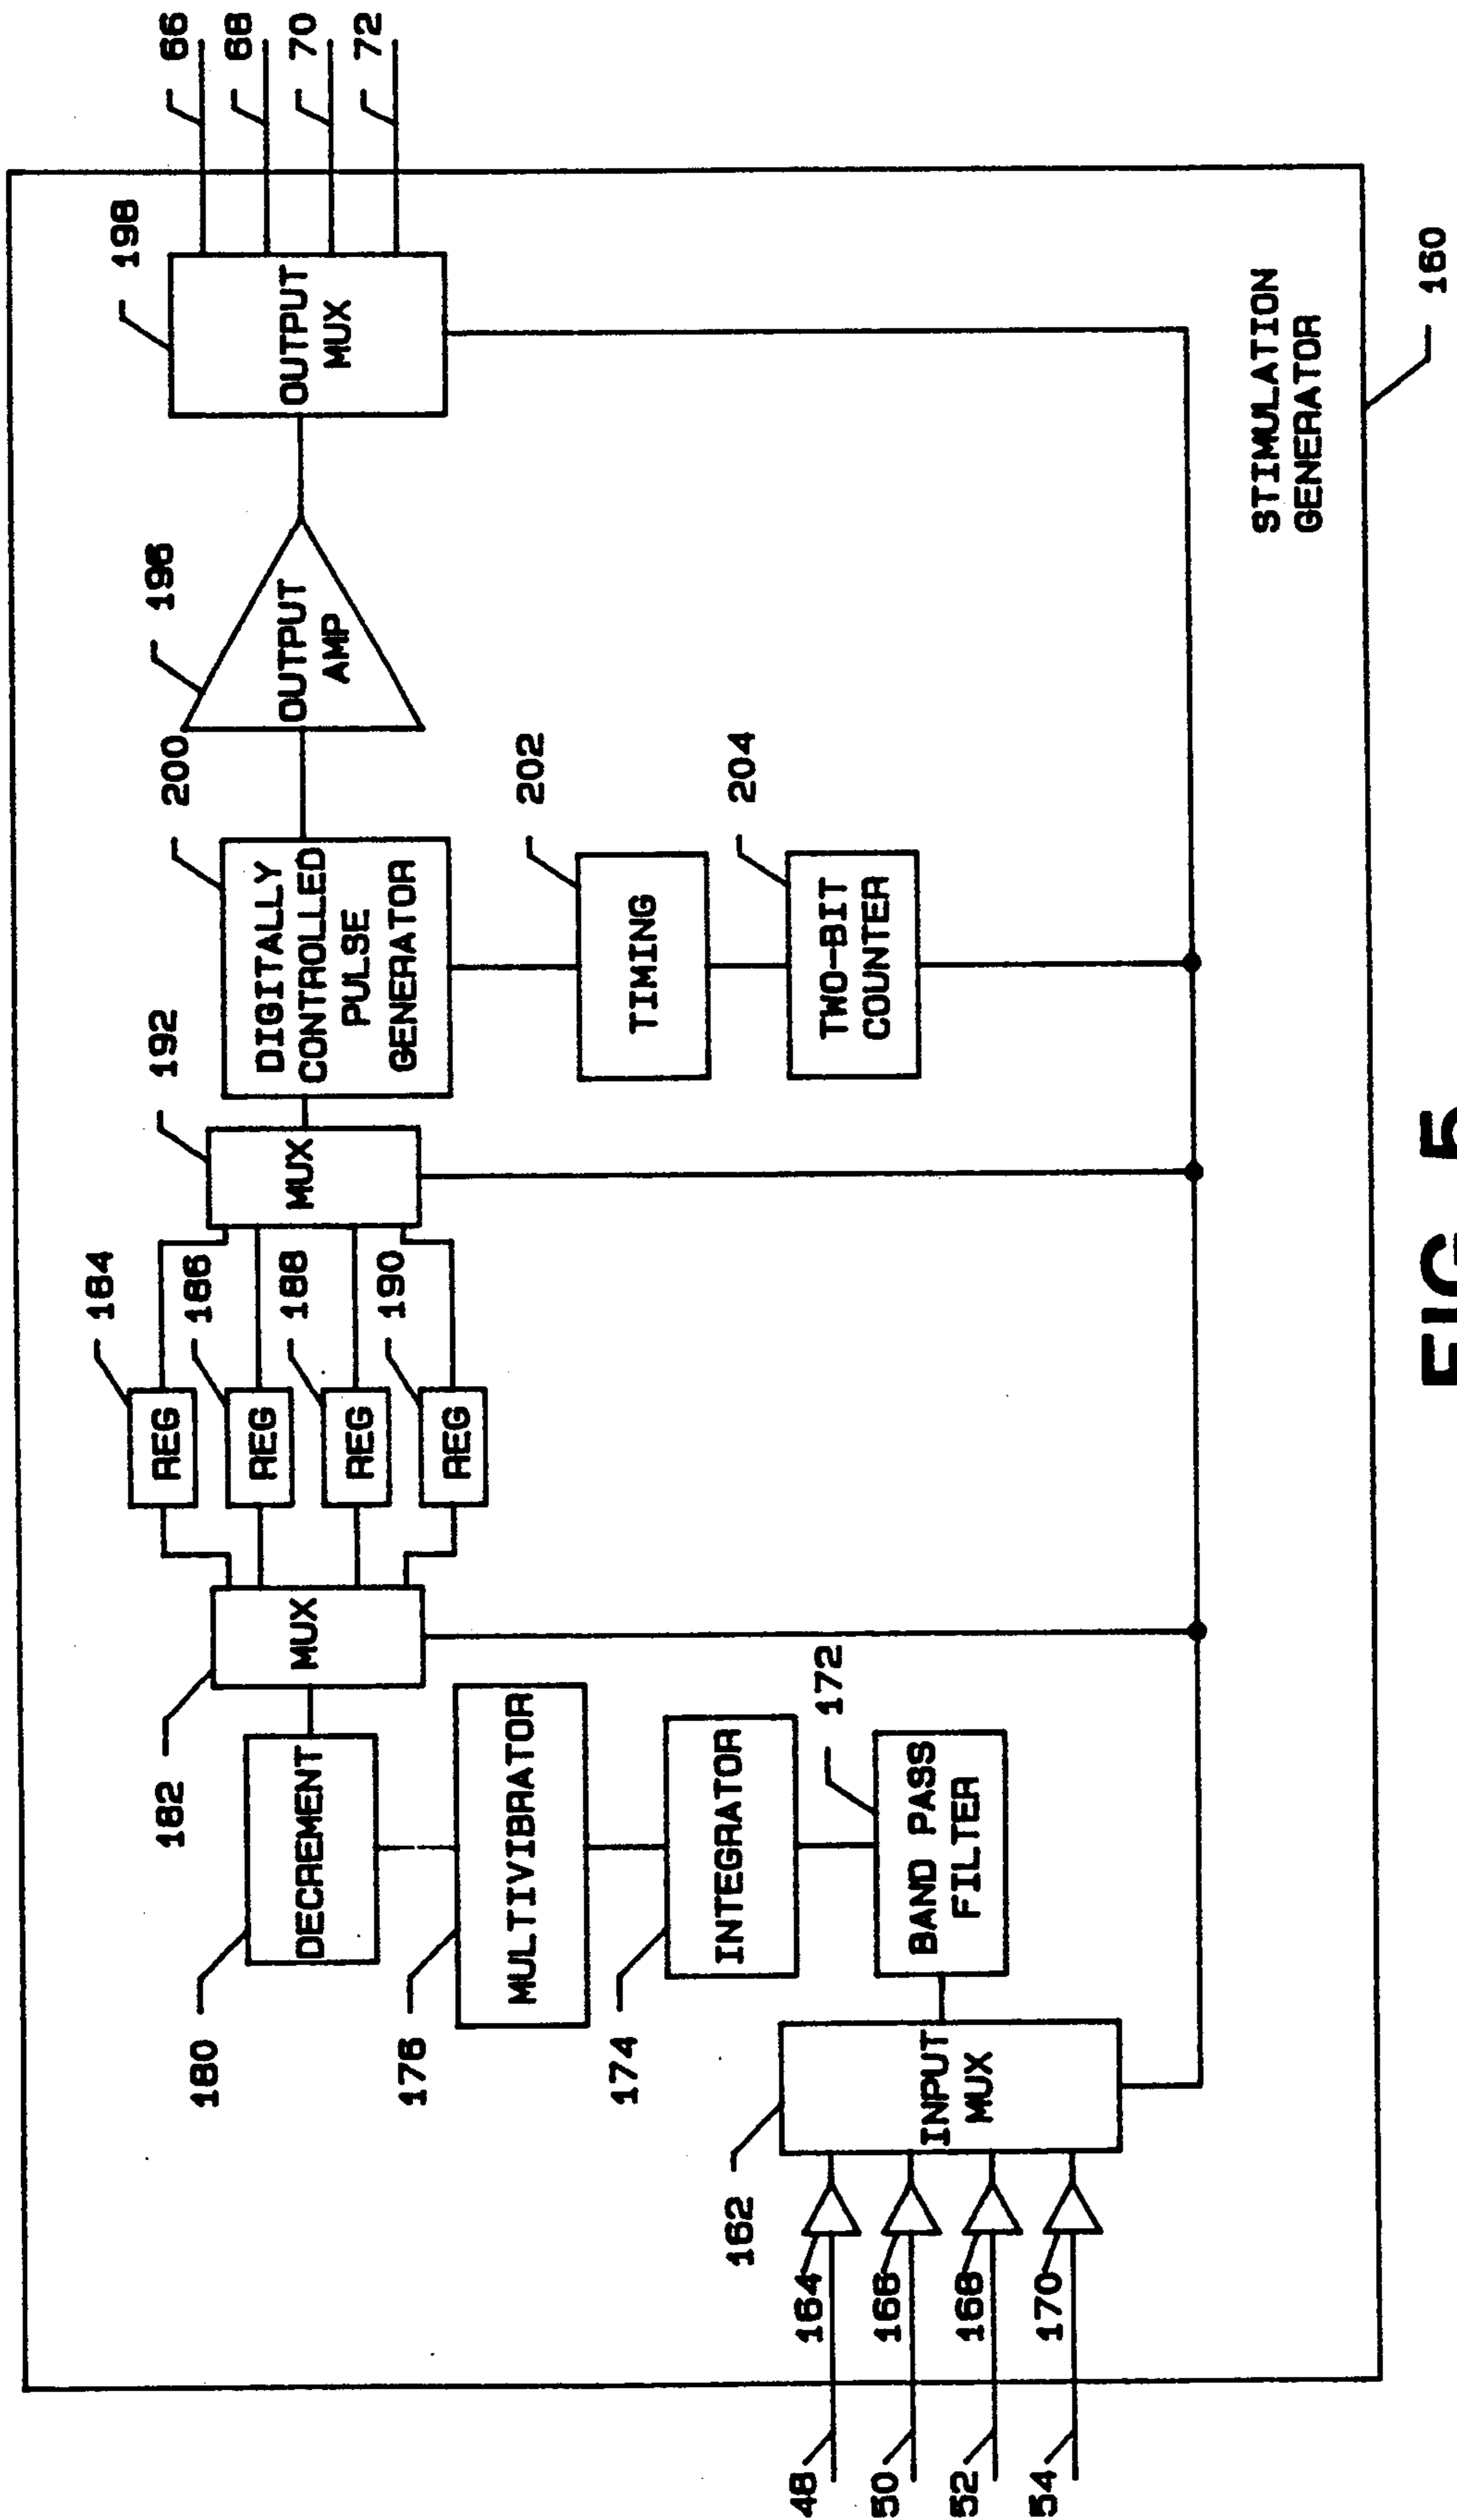 184
186
188
190
192
200
196
198
66
68
70
72
182
REG
REG
REG
REG
MUX
MUX
DIGITALLY
CONTROLLED
PULSE
GENERATOR
OUTPUT
AMP
OUTPUT
MUX
180
DECREMENT
176
MULTIVIBRATOR
202
TIMING
174
INTEGRATOR
204
TWO-BIT
COUNTER
172
BAND PASS
FILTER
162
INPUT
MUX
48
164
50
166
52
168
54
170
STIMULATION
GENERATOR
160
FIG. 5